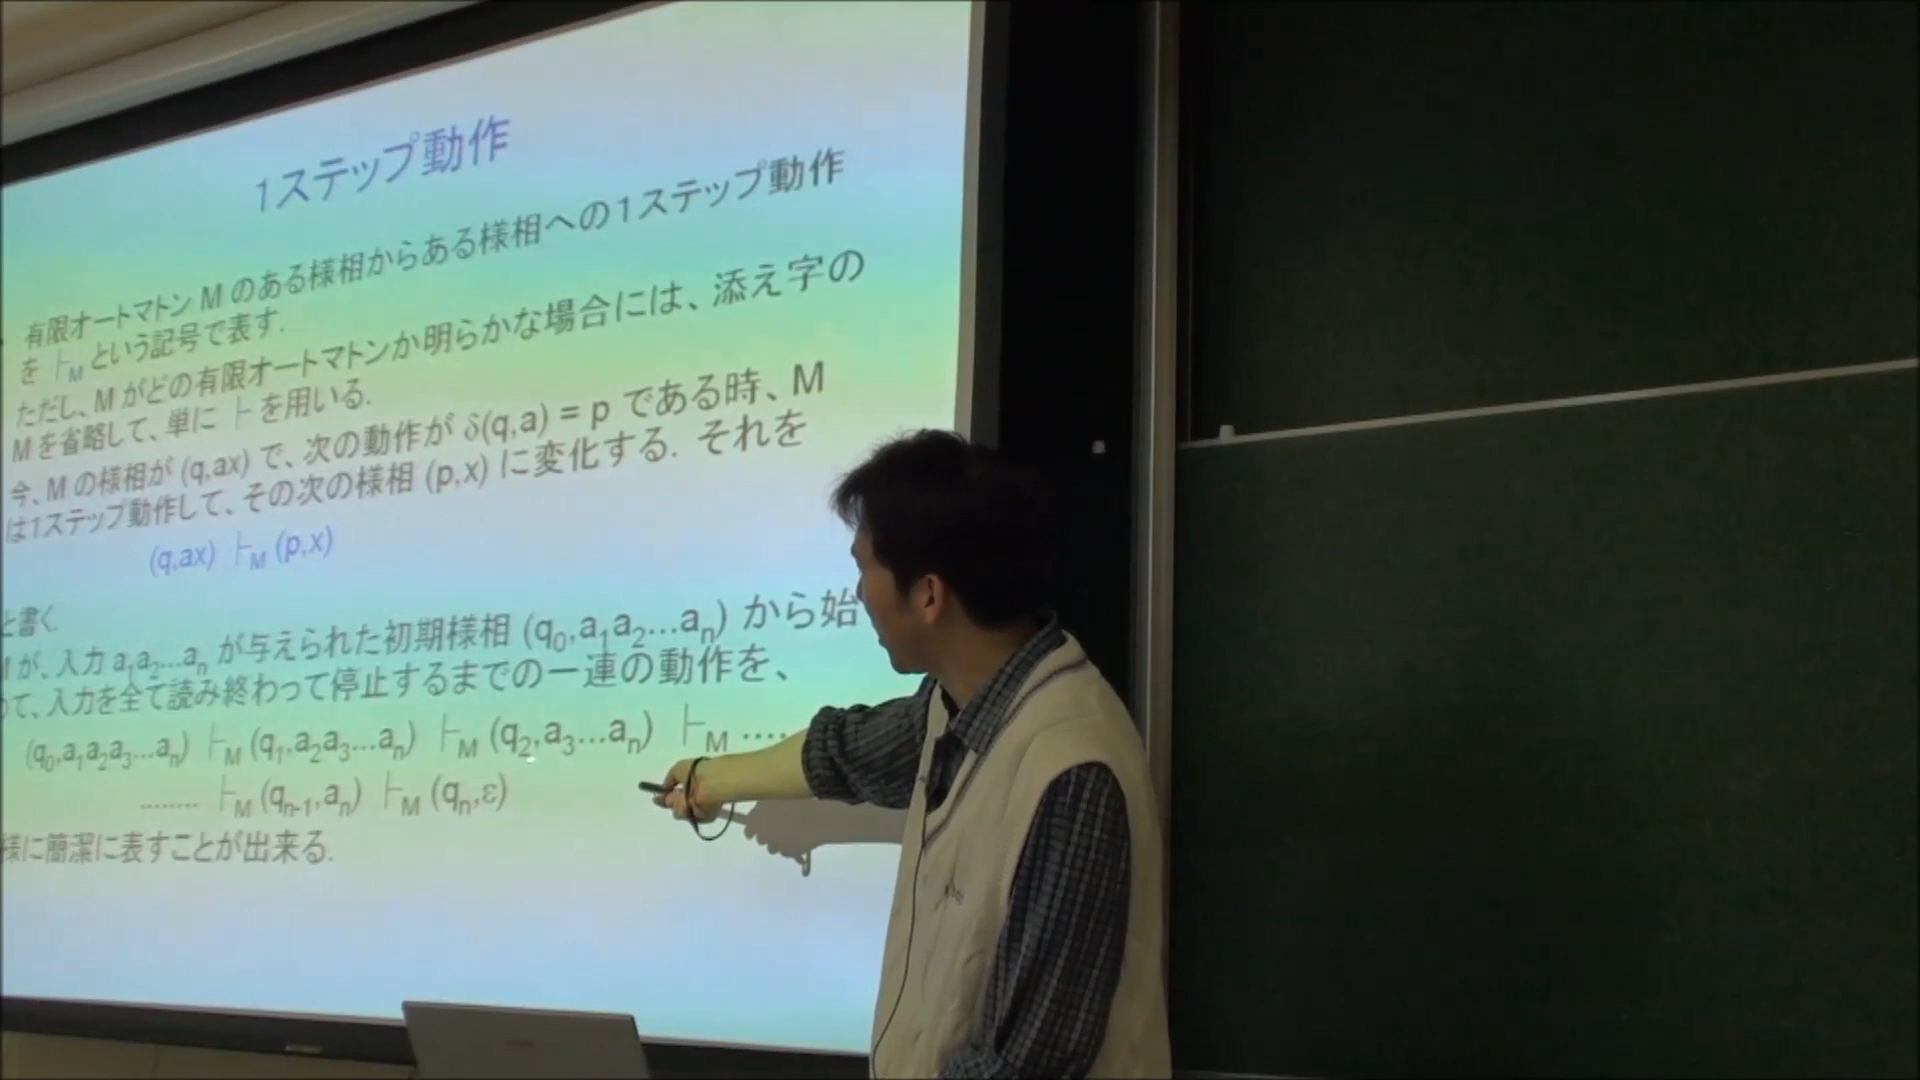 1ステップ動作
有限オートマトン M のある様相からある様相への1ステップ動作
を ⊢M という記号で表す.
ただし、M がどの有限オートマトンか明らかな場合には、添え字の
M を省略して、単に ⊢ を用いる.
今、M の様相が (q,ax) で、次の動作が δ(q,a) = p である時、M
は1ステップ動作して、その次の様相 (p,x) に変化する. それを
(q,ax) ⊢M (p,x)
と書く.
M が、入力 a1a2...an が与えられた初期様相 (q0,a1a2...an) から始
めて、入力を全て読み終わって停止するまでの一連の動作を、
(q0,a1a2a3...an) ⊢M (q1,a2a3...an) ⊢M (q2,a3...an) ⊢M ....
........ ⊢M (qn-1,an) ⊢M (qn,ε)
様に簡潔に表すことが出来る.